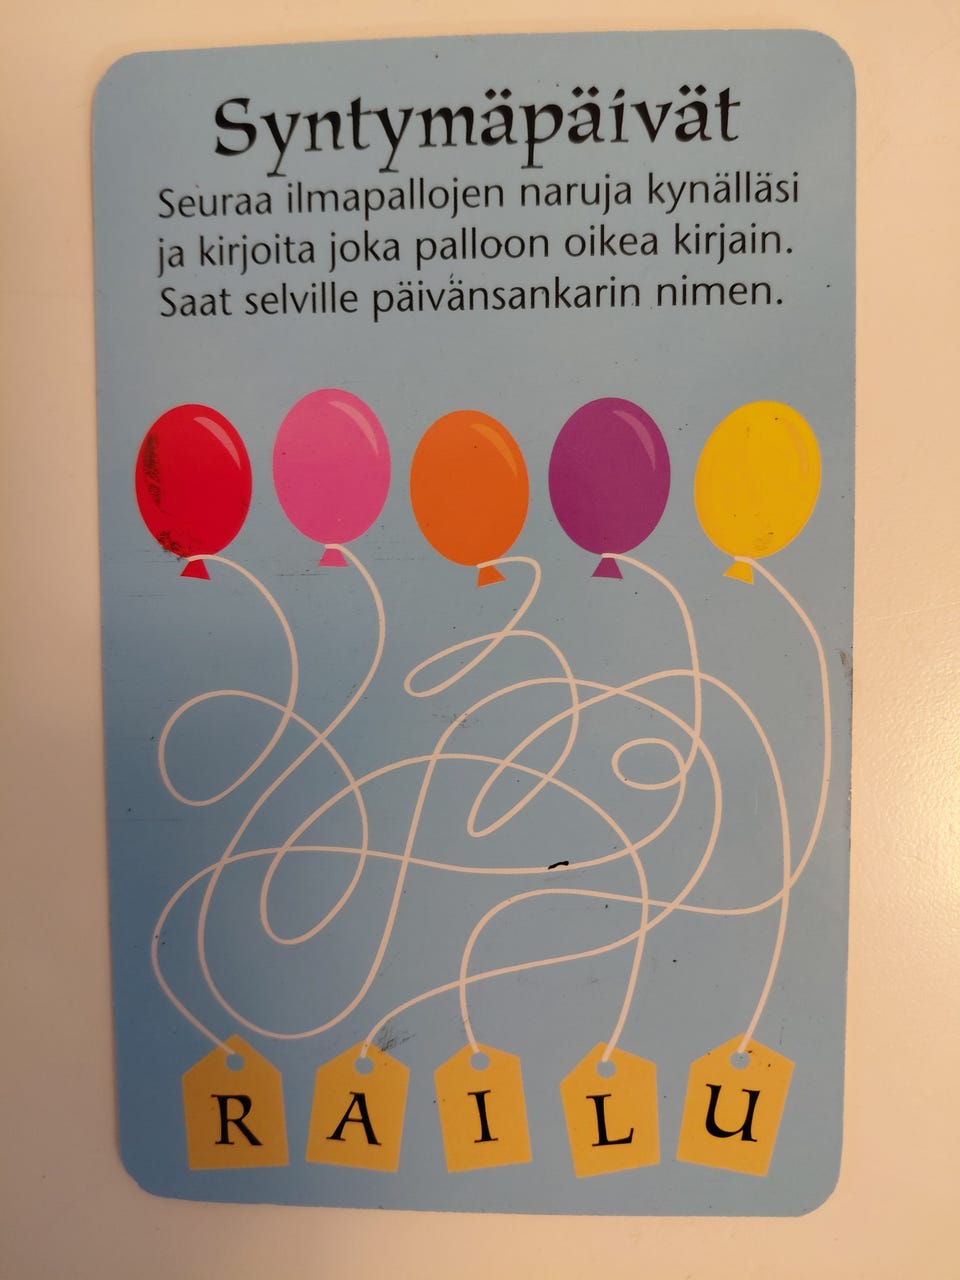 Syntymäpäivät
Seuraa ilmapallojen naruja kynälläsi
ja kirjoita joka palloon oikea kirjain.
Saat selville päivänsankarin nimen.
R A I L U